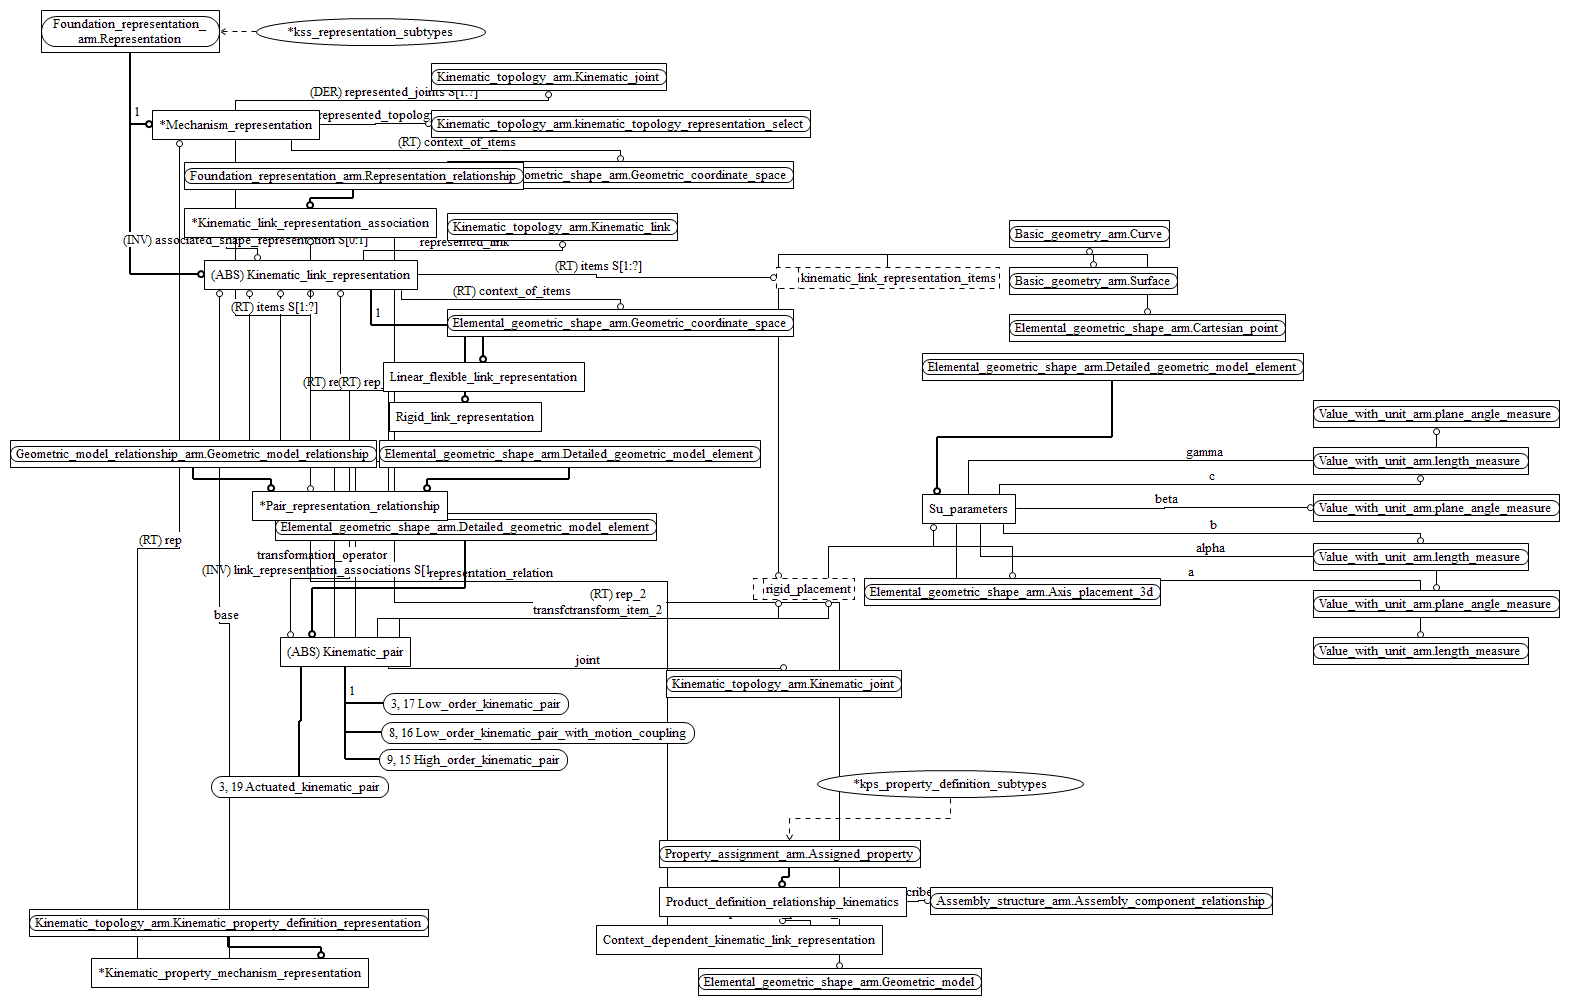 Foundation_representation_
arm.Representation
*kss_representation_subtypes
Kinematic_topology_arm.Kinematic_joint
(DER) represented_joints S[1:?]
1
*Mechanism_representation
represented_topolog
Kinematic_topology_arm.kinematic_topology_representation_select
(RT) context_of_items
Foundation_representation_arm.Representation_relationship
ometric_shape_arm.Geometric_coordinate_space
*Kinematic_link_representation_association
Kinematic_topology_arm.Kinematic_link
(INV) associated_shape_representation S[0:1]
represented_link
Basic_geometry_arm.Curve
(ABS) Kinematic_link_representation
(RT) items S[1:?]
kinematic_link_representation_items
Basic_geometry_arm.Surface
(RT) context_of_items
(RT) items S[1:?]
1
Elemental_geometric_shape_arm.Geometric_coordinate_space
Elemental_geometric_shape_arm.Cartesian_point
Linear_flexible_link_representation
Elemental_geometric_shape_arm.Detailed_geometric_model_element
(RT) re
(RT) rep_
Rigid_link_representation
Value_with_unit_arm.plane_angle_measure
Geometric_model_relationship_arm.Geometric_model_relationship
Elemental_geometric_shape_arm.Detailed_geometric_model_element
gamma
Value_with_unit_arm.length_measure
c
*Pair_representation_relationship
beta
Su_parameters
Value_with_unit_arm.plane_angle_measure
Elemental_geometric_shape_arm.Detailed_geometric_model_element
b
(RT) rep
transformation_operator
alpha
Value_with_unit_arm.length_measure
(INV) link_representation_associations S[1
representation_relation
a
rigid_placement
Elemental_geometric_shape_arm.Axis_placement_3d
(RT) rep_2
Value_with_unit_arm.plane_angle_measure
base
transfctransform_item_2
(ABS) Kinematic_pair
joint
Value_with_unit_arm.length_measure
Kinematic_topology_arm.Kinematic_joint
1
3, 17 Low_order_kinematic_pair
8, 16 Low_order_kinematic_pair_with_motion_coupling
9, 15 High_order_kinematic_pair
3, 19 Actuated_kinematic_pair
*kps_property_definition_subtypes
Property_assignment_arm.Assigned_property
Product_definition_relationship_kinematics
cribe
Assembly_structure_arm.Assembly_component_relationship
Kinematic_topology_arm.Kinematic_property_definition_representation
Context_dependent_kinematic_link_representation
*Kinematic_property_mechanism_representation
Elemental_geometric_shape_arm.Geometric_model